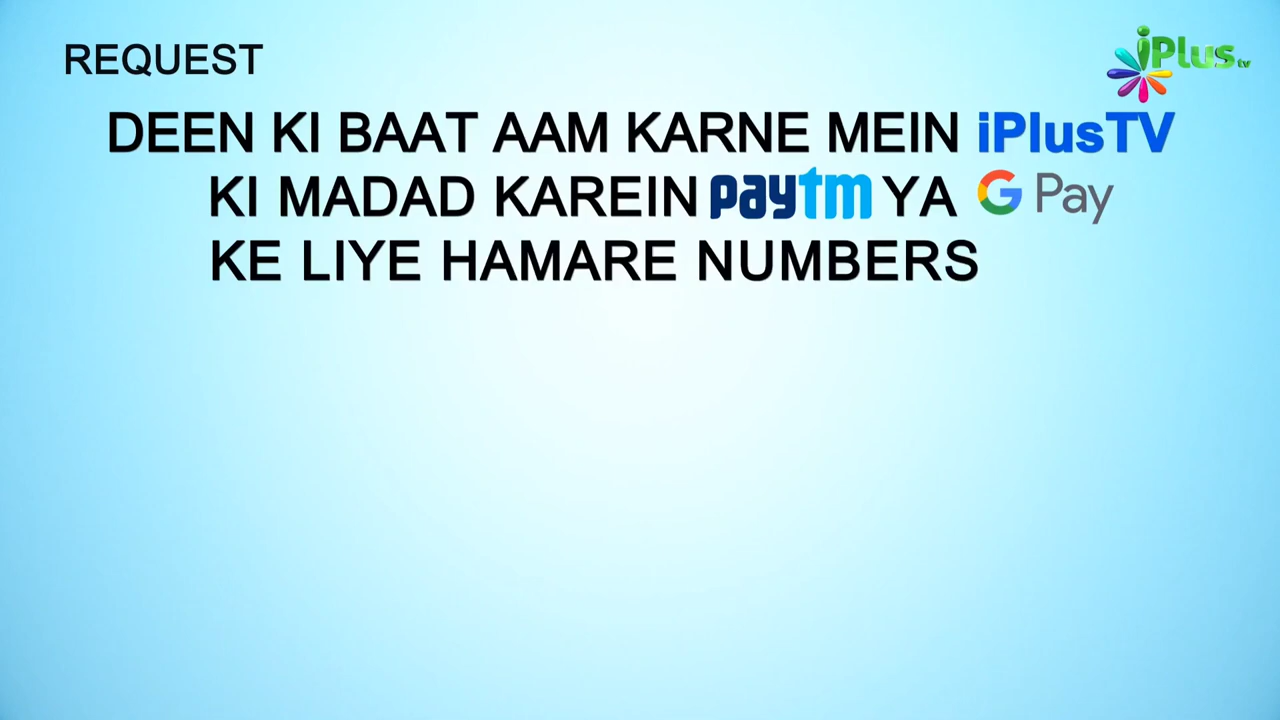 REQUEST
iPlus tv
DEEN KI BAAT AAM KARNE MEIN iPlusTV
KI MADAD KAREIN paytm YA G Pay
KE LIYE HAMARE NUMBERS